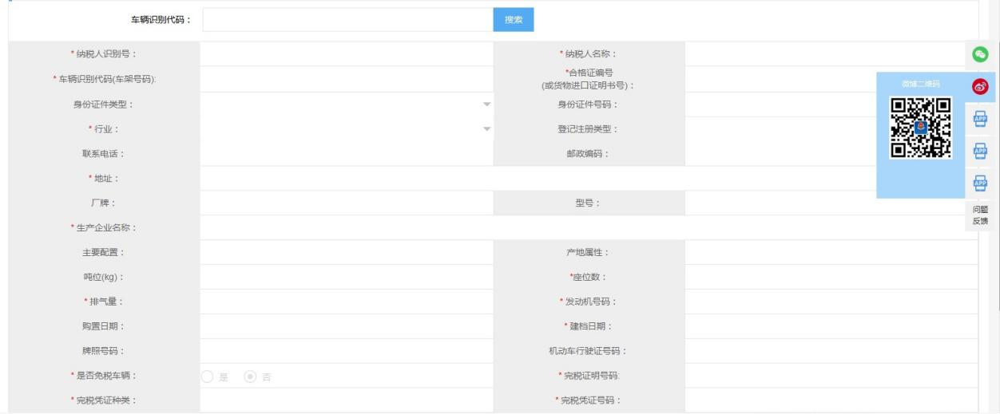 车辆识别代码： 搜索
* 纳税人识别号： * 纳税人名称：
* 车辆识别代码(车架号码): *合格证编号
(或货物进口证明书号)：
微博二维码
身份证件类型： 身份证件号码：
APP
* 行业： 登记注册类型：
联系电话： 邮政编码：
APP
* 地址：
APP
厂牌： 型号：
问题
反馈
* 生产企业名称：
主要配置： 产地属性：
吨位(kg)： *座位数：
* 排气量： * 发动机号码：
购置日期： * 建档日期：
牌照号码： 机动车行驶证号码：
* 是否免税车辆： 是 否 * 完税证明号码:
* 完税凭证种类： * 完税凭证号码：